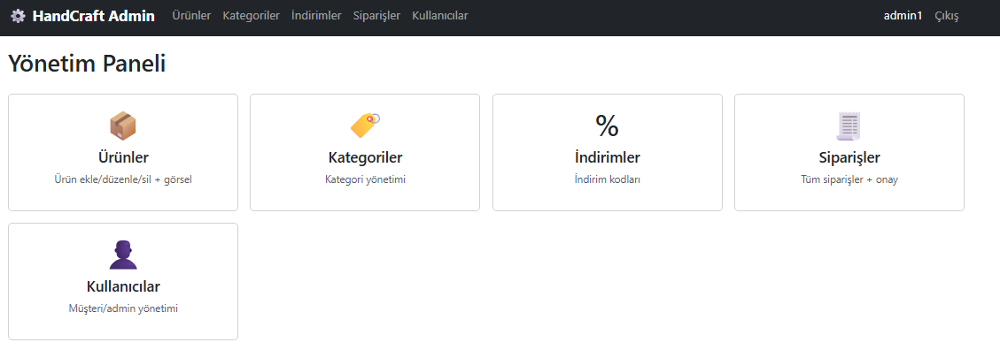 HandCraft Admin Ürünler Kategoriler İndirimler Siparişler Kullanıcılar admin1 Çıkış
Yönetim Paneli
Ürünler
Ürün ekle/düzenle/sil + görsel
Kategoriler
Kategori yönetimi
%
İndirimler
İndirim kodları
Siparişler
Tüm siparişler + onay
Kullanıcılar
Müşteri/admin yönetimi